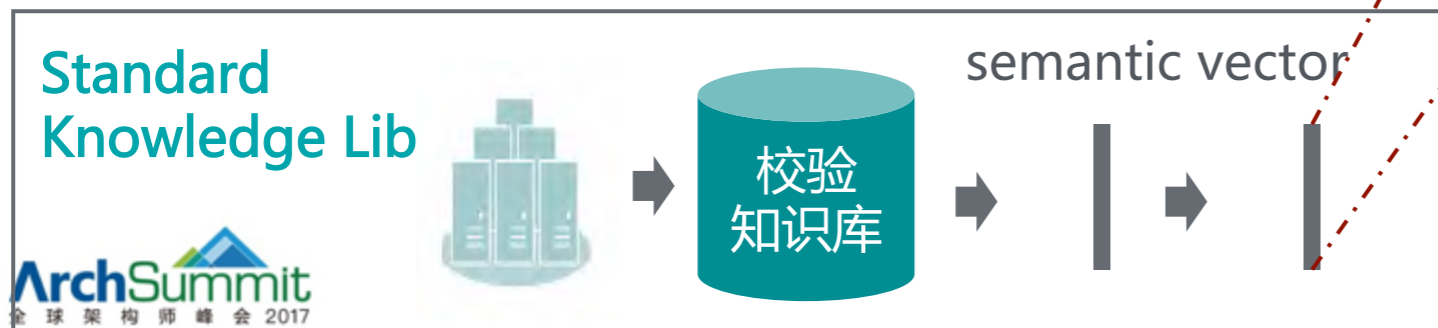 Standard
Knowledge Lib
校验
知识库
semantic vector
ArchSummit
全球架构师峰会 2017